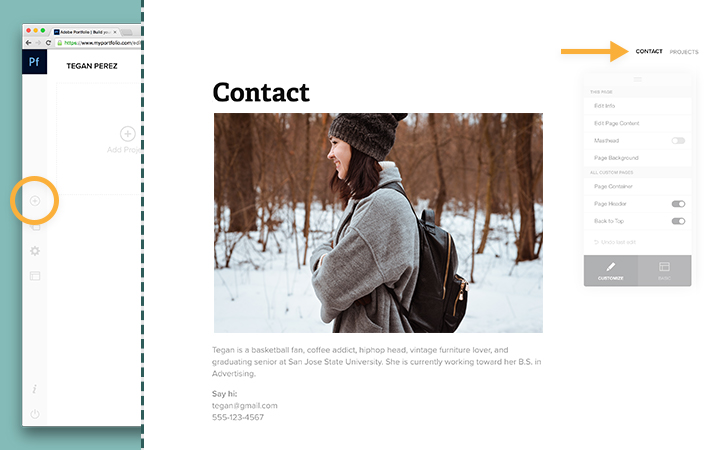 Adobe Portfolio | Build you
https://www.myportfolio.com/edit
Pf
TEGAN PEREZ
Add Proje
i
CONTACT PROJECTS
Contact
THIS PAGE
Edit Info
Edit Page Content
Masthead
Page Background
ALL CUSTOM PAGES
Page Container
Page Header
Back to Top
Undo last edit
CUSTOMIZE
Tegan is a basketball fan, coffee addict, hiphop head, vintage furniture lover, and
graduating senior at San Jose State University. She is currently working toward her B.S. in
Advertising.
Say hi:
tegan@gmail.com
555-123-4567